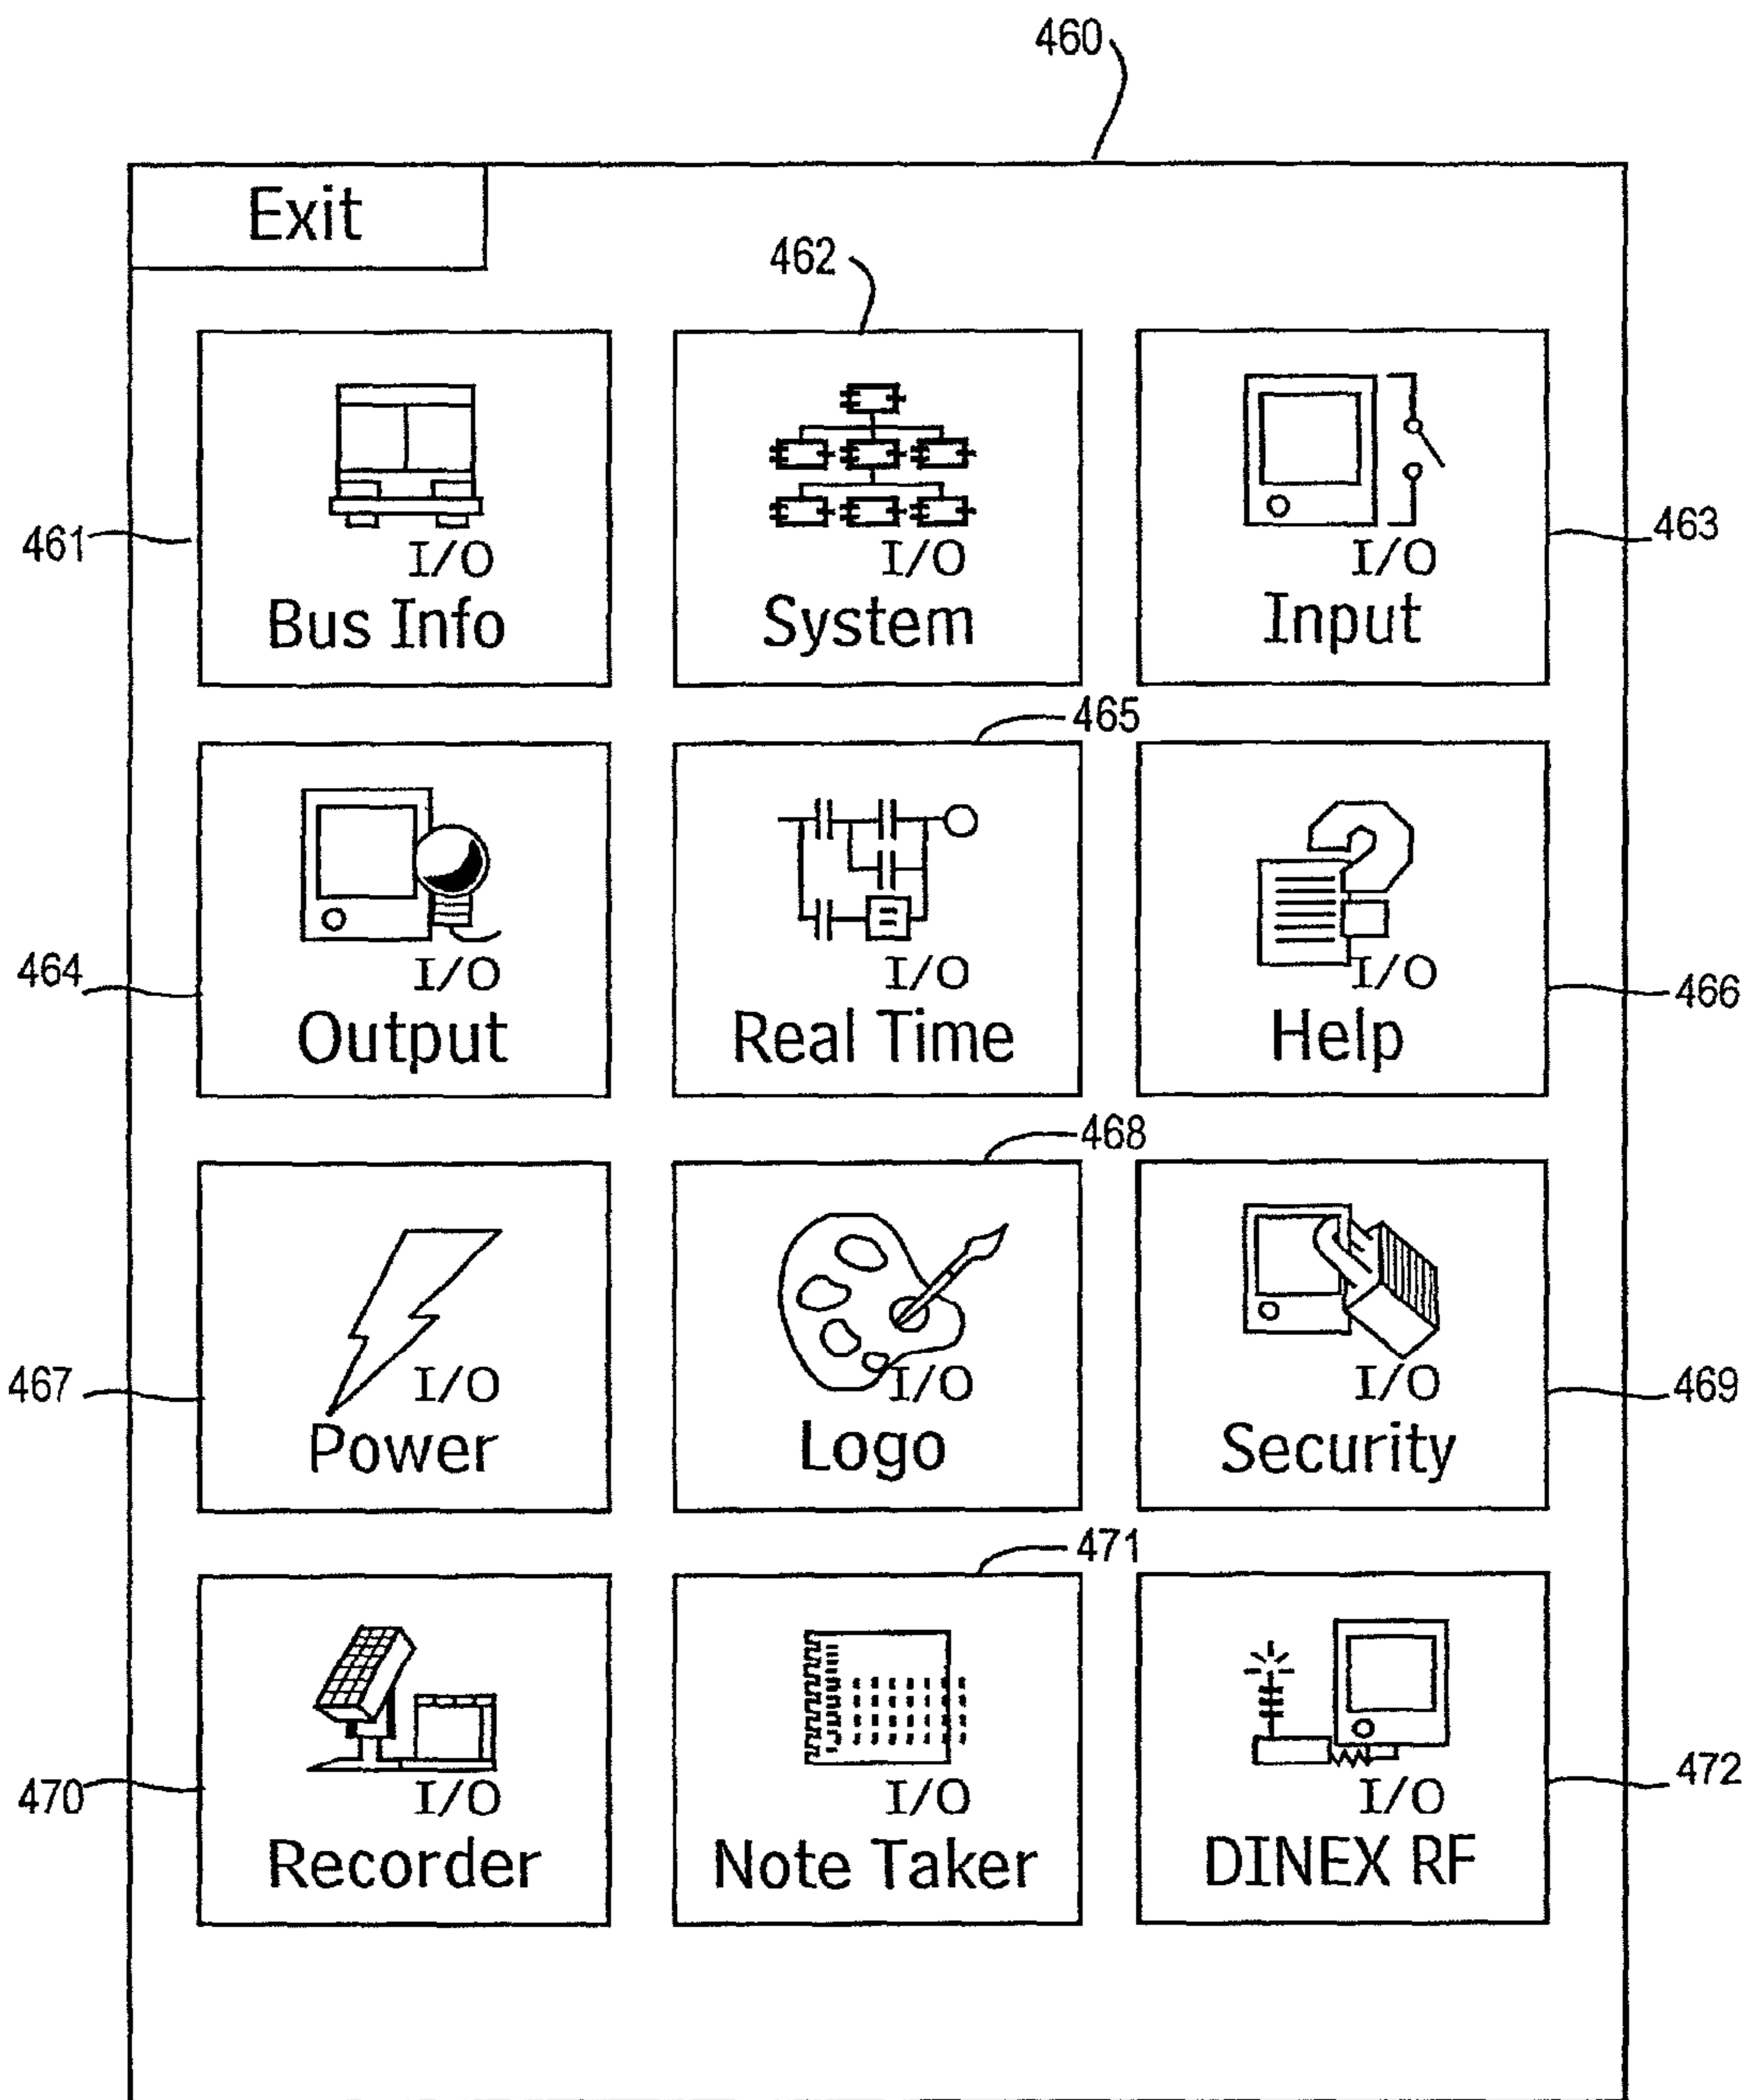 460
Exit
462
461
I/O
Bus Info
I/O
System
I/O
Input
463
465
464
I/O
Output
I/O
Real Time
I/O
Help
466
468
467
I/O
Power
I/O
Logo
I/O
Security
469
471
470
I/O
Recorder
I/O
Note Taker
I/O
DINEX RF
472